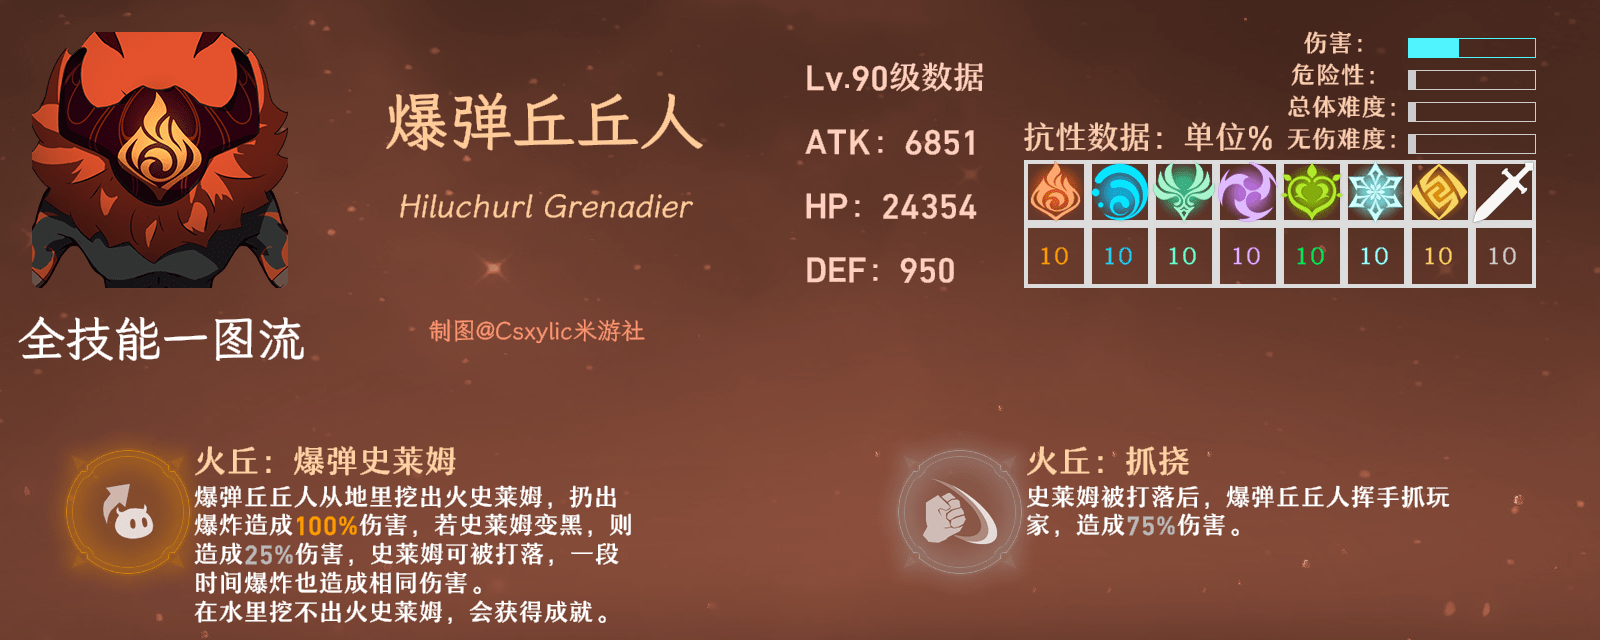 爆弹丘丘人
Hiluchurl Grenadier
全技能一图流
制图@Csxylic米游社
Lv.90级数据
ATK：6851
HP：24354
DEF：950
伤害：
危险性：
总体难度：
无伤难度：
抗性数据：单位%
10 10 10 10 10 10 10 10
火丘：爆弹史莱姆
爆弹丘丘人从地里挖出火史莱姆，扔出
爆炸造成100%伤害，若史莱姆变黑，则
造成25%伤害，史莱姆可被打落，一段
时间爆炸也造成相同伤害。
在水里挖不出火史莱姆，会获得成就。
火丘：抓挠
史莱姆被打落后，爆弹丘丘人挥手抓玩
家，造成75%伤害。